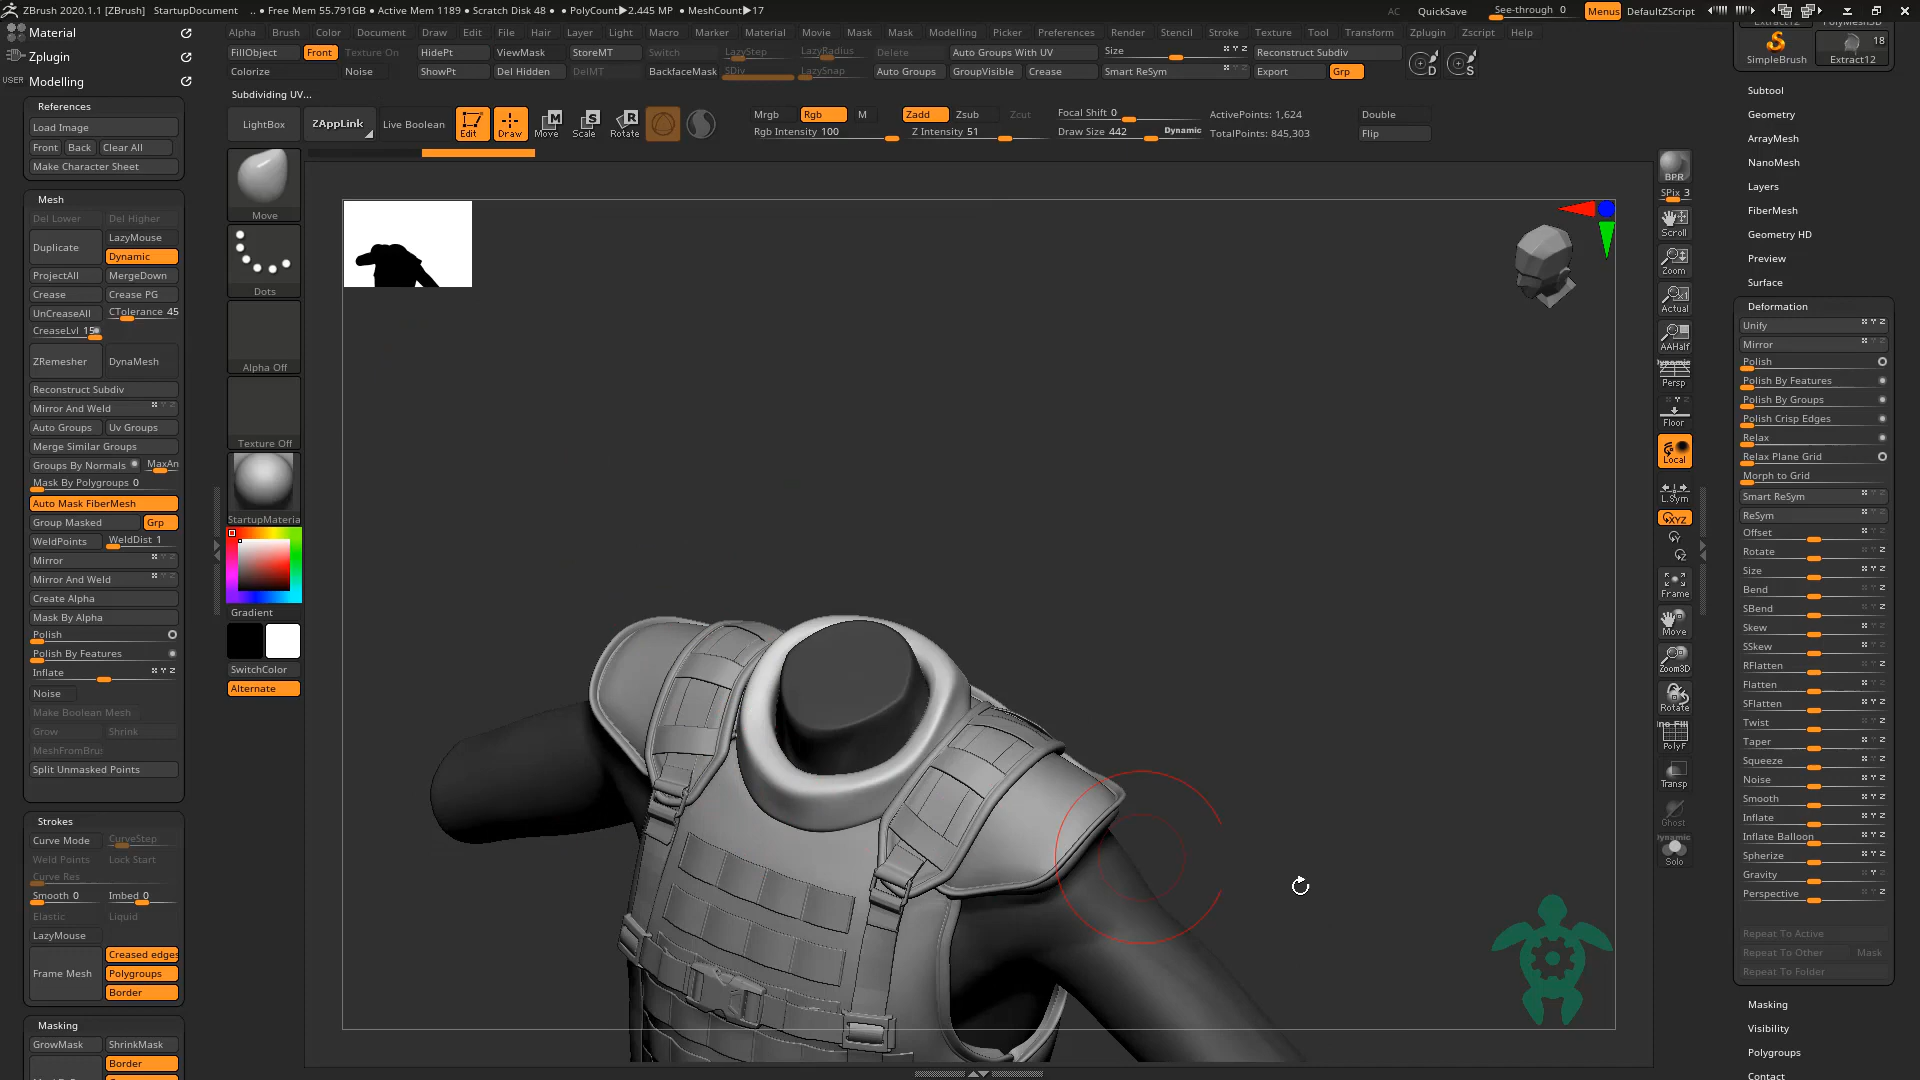 ZBrush 2020.1.1 [BZBrush] StartupDocument .. • Free Mem 55.791GB • Active Mem 1189 • Scratch Disk 48 • • PolyCount▶2.445 MP • MeshCount▶17 AC QuickSave See-through 0 Menus DefaultZScript
Alpha Brush Color Document Draw Edit File Hair Layer Light Macro Marker Material Movie Mask Mask Modelling Picker Preferences Render Stencil Stroke Texture Tool Transform Zplugin Zscript Help
FillObject Front Texture On HidePt ViewMask StoreMT Switch LazyStep LazyRadius Delete Auto Groups With UV Size Reconstruct Subdiv
Colorize Noise ShowPt Del Hidden DelMT BackfaceMask SDiv LazySnap Auto Groups GroupVisible Crease Smart ReSym Export Grp
D S
Subdividing UV...
LightBox ZAppLink Live Boolean Edit Draw Move Scale Rotate
Mrgb Rgb M Zadd Zsub Zcut Focal Shift 0 ActivePoints: 1,624 Double
Rgb Intensity 100 Z Intensity 51 Draw Size 442 Dynamic TotalPoints: 845,303 Flip
Material
Zplugin
USER Modelling
References
Load Image
Front Back Clear All
Make Character Sheet
Mesh
Del Lower Del Higher
Duplicate LazyMouse
Dynamic
ProjectAll MergeDown
Crease Crease PG
UnCreaseAll CTolerance 45
CreaseLvl 15
ZRemesher DynaMesh
Reconstruct Subdiv
Mirror And Weld
Auto Groups Uv Groups
Merge Similar Groups
Groups By Normals MaxAn
Mask By Polygroups 0
Auto Mask FiberMesh
Group Masked Grp
WeldPoints WeldDist 1
Mirror
Mirror And Weld
Create Alpha
Mask By Alpha
Polish
Polish By Features
Inflate
Noise
Make Boolean Mesh
Grow Shrink
MeshFromBru
Split Unmasked Points
Strokes
Curve Mode CurveStep
Weld Points Lock Start
Curve Res
Smooth 0 Imbed 0
Elastic Liquid
LazyMouse
Frame Mesh Creased edges
Polygroups
Border
Masking
GrowMask ShrinkMask
Border
Move
Dots
Alpha Off
Texture Off
StartupMateria
Gradient
SwitchColor
Alternate
BPR
SPix 3
Scroll
Zoom
Actual
AAHalf
Dynamic
Persp
Floor
Local
L.Sym
XYZ
Frame
Move
Zoom3D
Rotate
PolyF
Transp
Ghost
Dynamic
Solo
Extract12 PolyMesh3D
18
SimpleBrush Extract12
Subtool
Geometry
ArrayMesh
NanoMesh
Layers
FiberMesh
Geometry HD
Preview
Surface
Deformation
Unify
Mirror
Polish
Polish By Features
Polish By Groups
Polish Crisp Edges
Relax
Relax Plane Grid
Morph to Grid
Smart ReSym
ReSym
Offset
Rotate
Size
Bend
SBend
Skew
SSkew
RFlatten
Flatten
SFlatten
Twist
Taper
Squeeze
Noise
Smooth
Inflate
Inflate Balloon
Spherize
Gravity
Perspective
Repeat To Active
Repeat To Other Mask
Repeat To Folder
Masking
Visibility
Polygroups
Contact